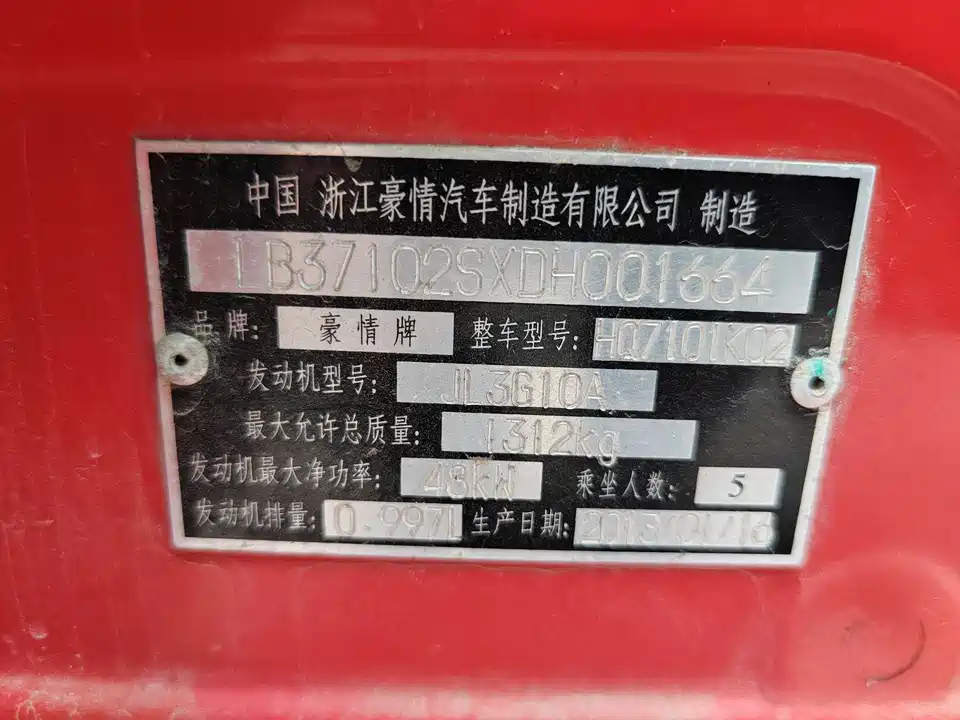 中国 浙江豪情汽车制造有限公司 制造
LB37102SXDH001664
品牌: 豪情牌 整车型号: HQ7101K02
发动机型号: JL3G10A
最大允许总质量: 1312kg
发动机最大净功率: 48kW 乘坐人数: 5
发动机排量: 0.997L 生产日期: 2013/01/16